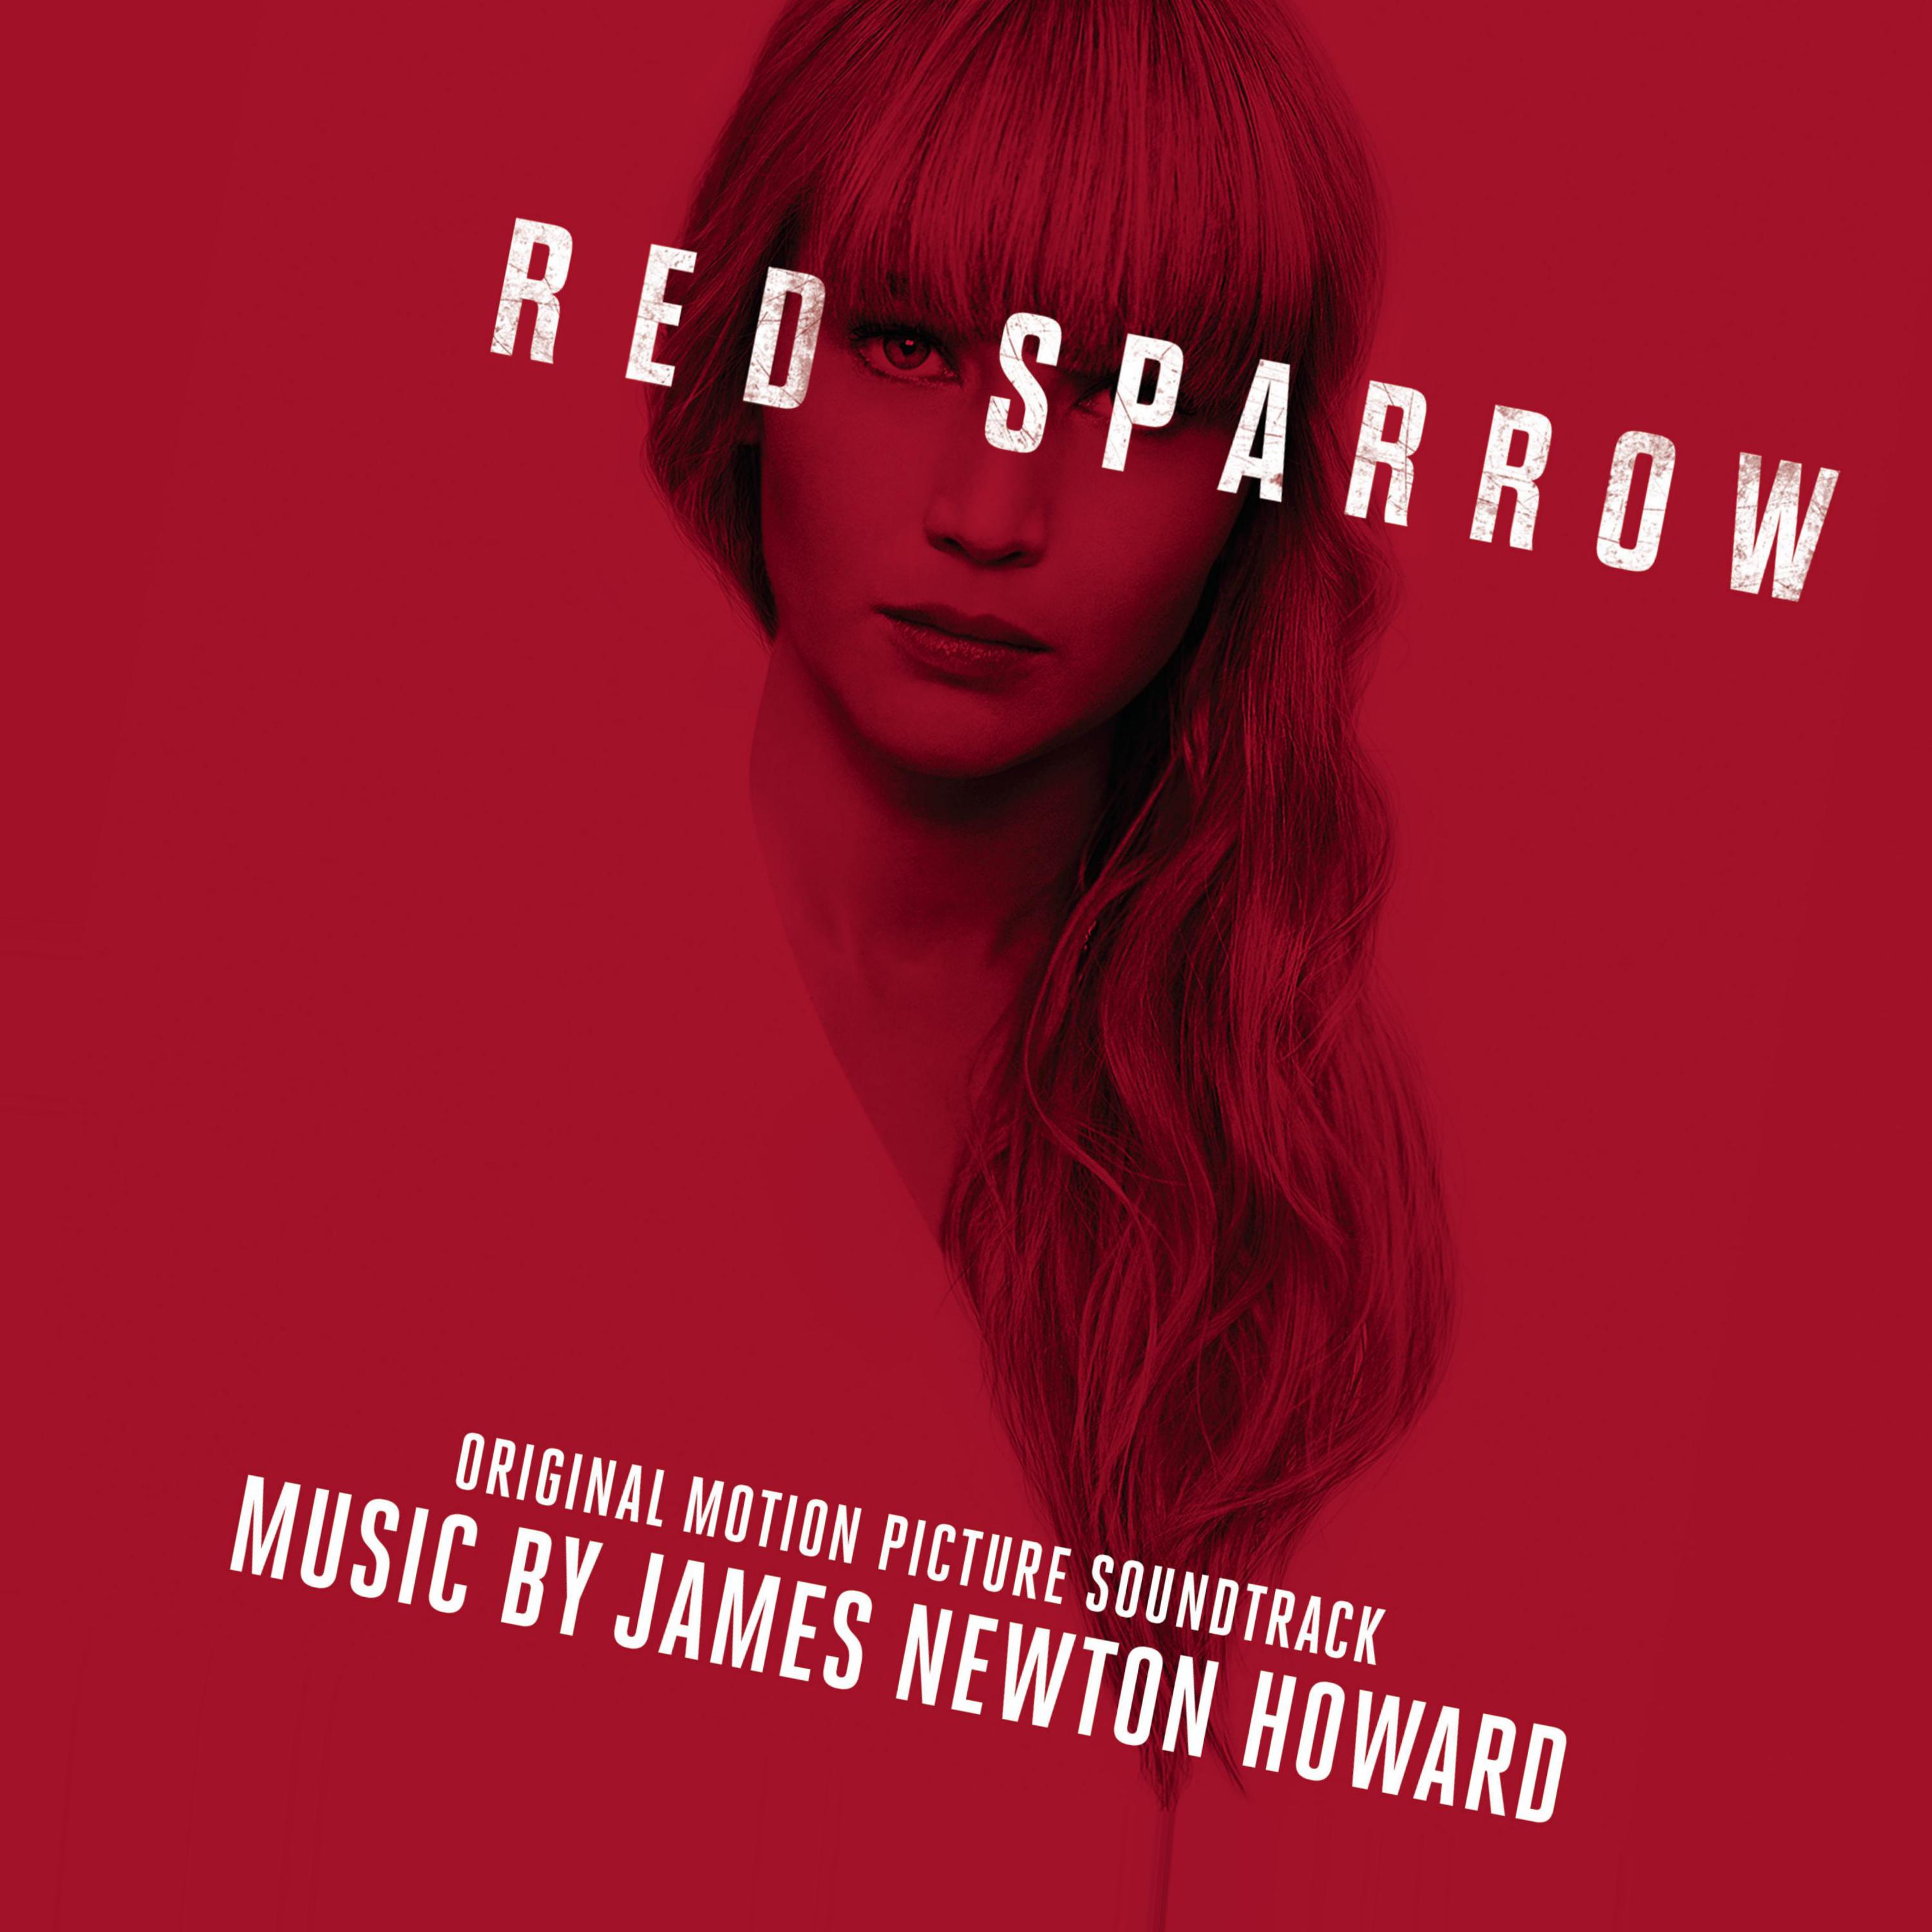 RED SPARROW
ORIGINAL MOTION PICTURE SOUNDTRACK
MUSIC BY JAMES NEWTON HOWARD